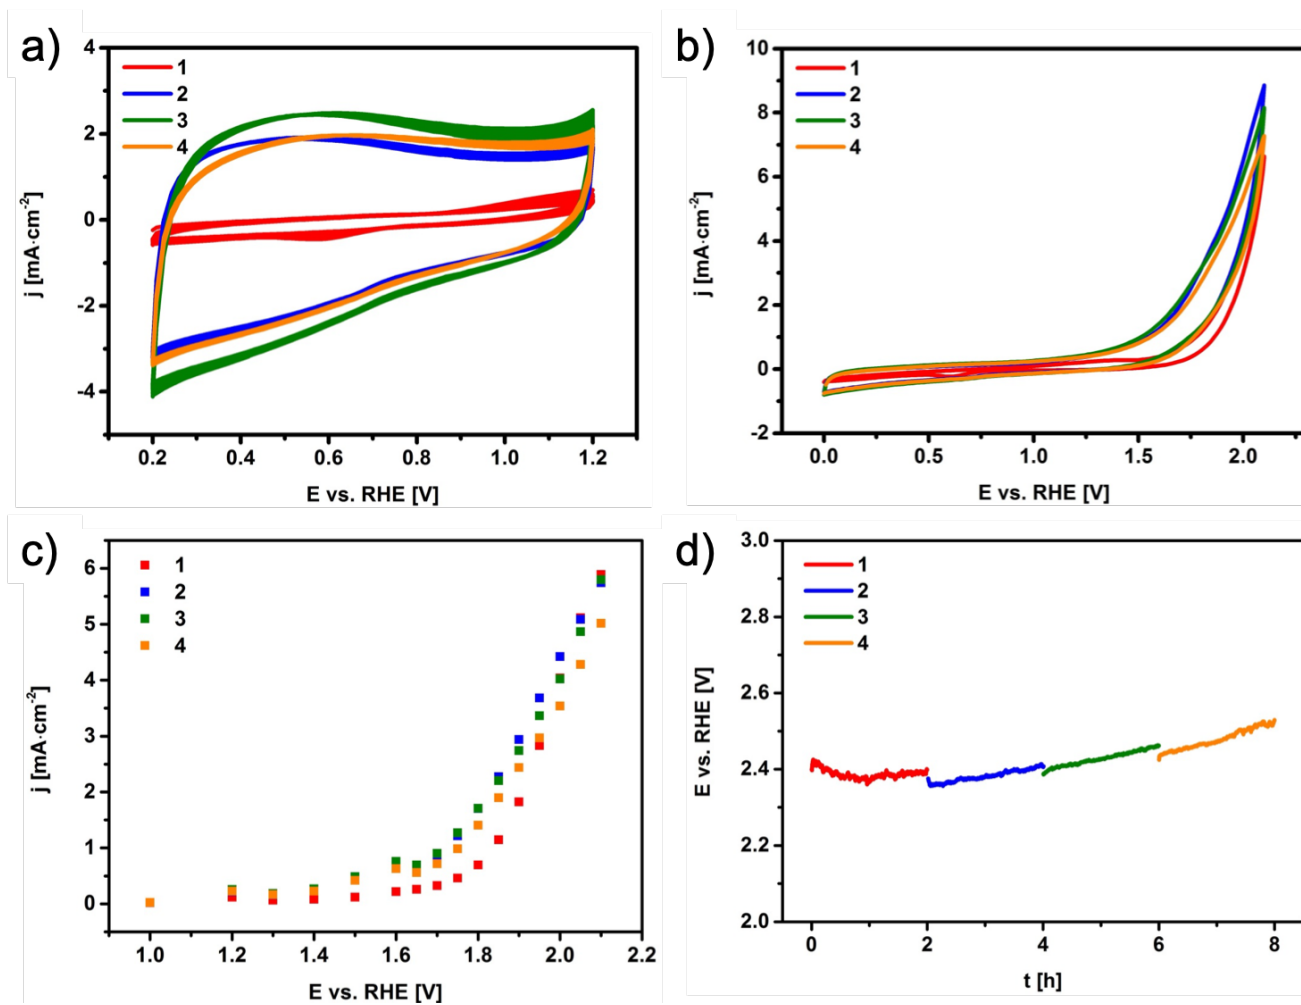 a)
4
2
0
-2
-4
j [mA·cm-2]
1
2
3
4
0.2 0.4 0.6 0.8 1.0 1.2
E vs. RHE [V]
b)
10
8
6
4
2
0
-2
j [mA·cm-2]
1
2
3
4
0.0 0.5 1.0 1.5 2.0
E vs. RHE [V]
c)
6
5
4
3
2
1
0
j [mA·cm-2]
1
2
3
4
1.0 1.2 1.4 1.6 1.8 2.0 2.2
E vs. RHE [V]
d)
3.0
2.8
2.6
2.4
2.2
2.0
E vs. RHE [V]
1
2
3
4
0 2 4 6 8
t [h]